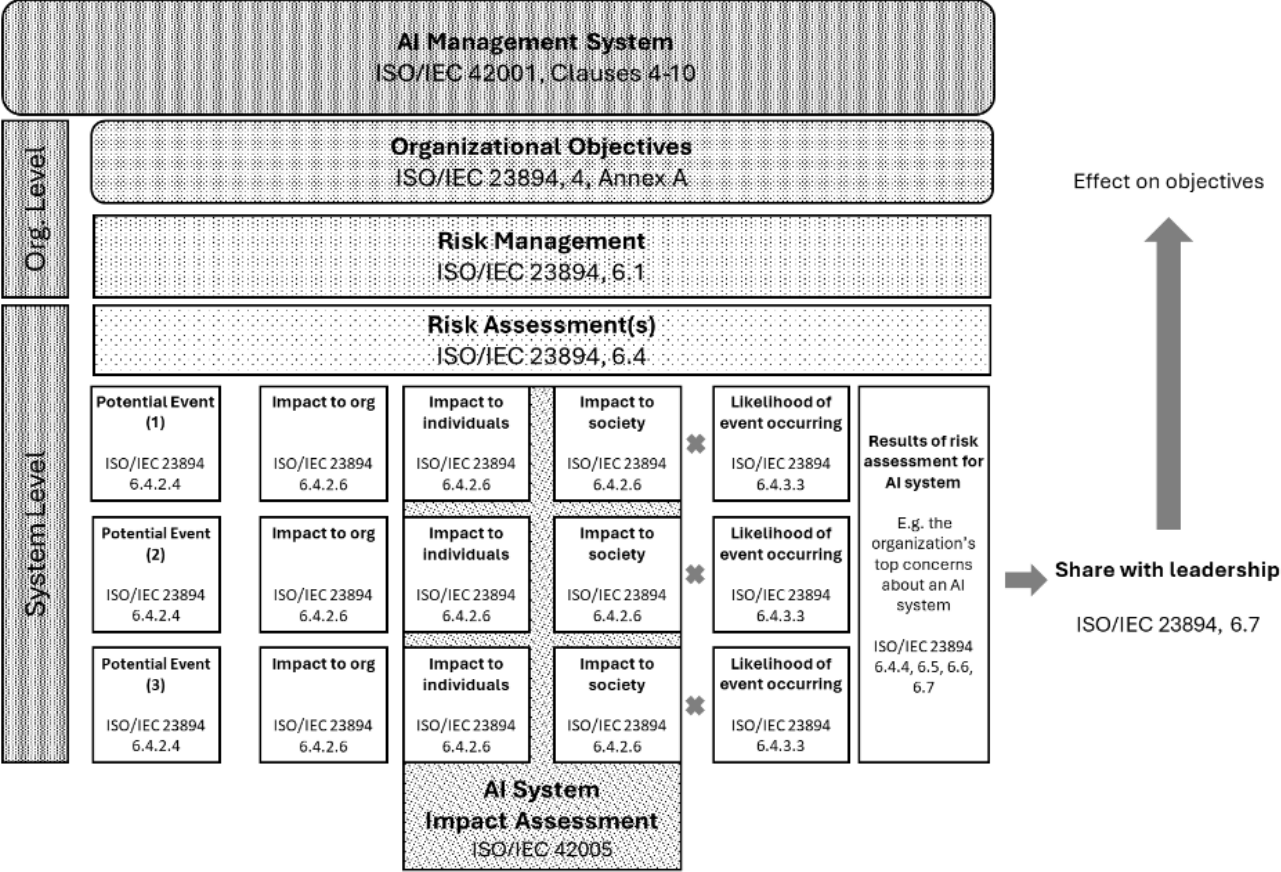 AI Management System
ISO/IEC 42001, Clauses 4-10
Org. Level
Organizational Objectives
ISO/IEC 23894, 4, Annex A
Risk Management
ISO/IEC 23894, 6.1
Effect on objectives
System Level
Risk Assessment(s)
ISO/IEC 23894, 6.4
Potential Event
(1)
ISO/IEC 23894
6.4.2.4
Impact to org
ISO/IEC 23894
6.4.2.6
Impact to
individuals
ISO/IEC 23894
6.4.2.6
Impact to
society
ISO/IEC 23894
6.4.2.6
Likelihood of
event occurring
ISO/IEC 23894
6.4.3.3
Potential Event
(2)
ISO/IEC 23894
6.4.2.4
Impact to org
ISO/IEC 23894
6.4.2.6
Impact to
individuals
ISO/IEC 23894
6.4.2.6
Impact to
society
ISO/IEC 23894
6.4.2.6
Likelihood of
event occurring
ISO/IEC 23894
6.4.3.3
Potential Event
(3)
ISO/IEC 23894
6.4.2.4
Impact to org
ISO/IEC 23894
6.4.2.6
Impact to
individuals
ISO/IEC 23894
6.4.2.6
Impact to
society
ISO/IEC 23894
6.4.2.6
Likelihood of
event occurring
ISO/IEC 23894
6.4.3.3
Results of risk
assessment for
AI system
E.g. the
organization's
top concerns
about an AI
system
ISO/IEC 23894
6.4.4, 6.5, 6.6,
6.7
Share with leadership
ISO/IEC 23894, 6.7
AI System
Impact Assessment
ISO/IEC 42005